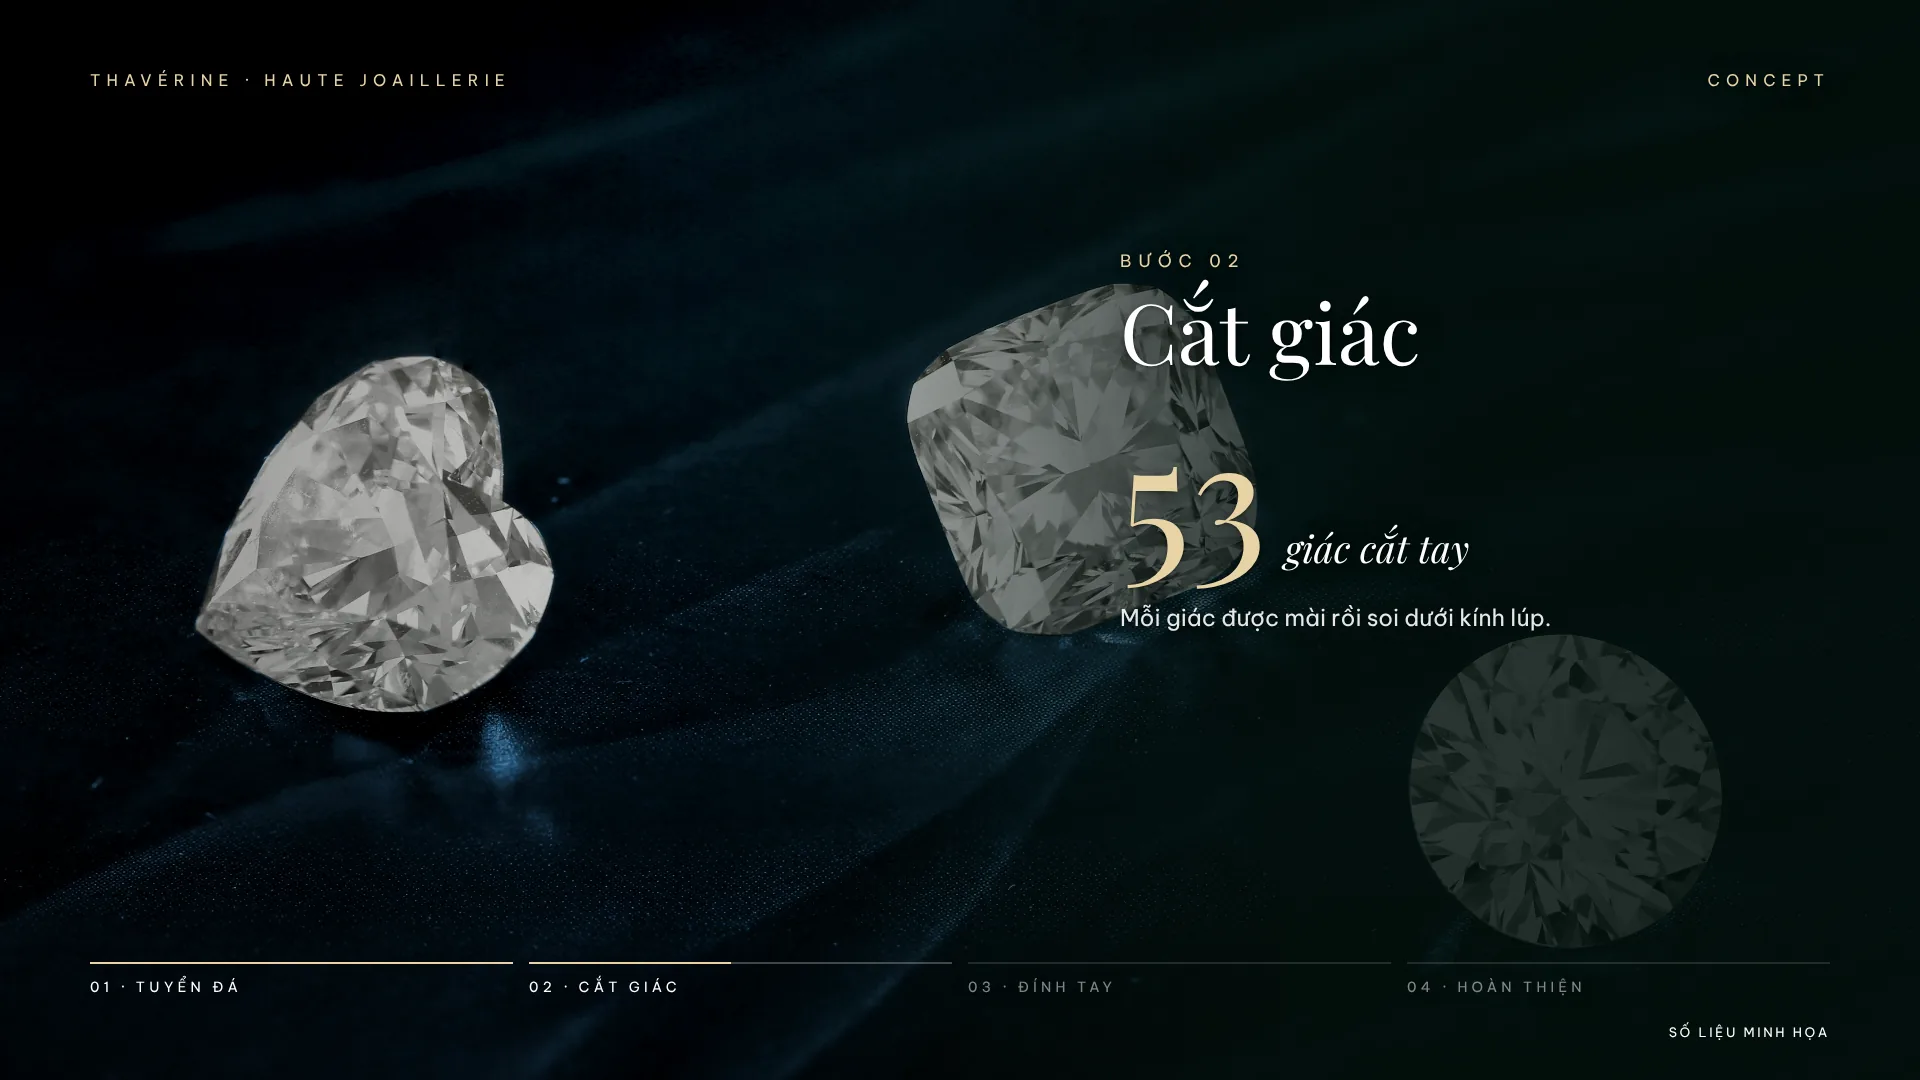 THAVÉRINE · HAUTE JOAILLERIE
CONCEPT
BƯỚC 02
Cắt giác
53 giác cắt tay
Mỗi giác được mài rồi soi dưới kính lúp.
01 · TUYỂN ĐÁ
02 · CẮT GIÁC
03 · ĐÍNH TAY
04 · HOÀN THIỆN
SỐ LIỆU MINH HỌA